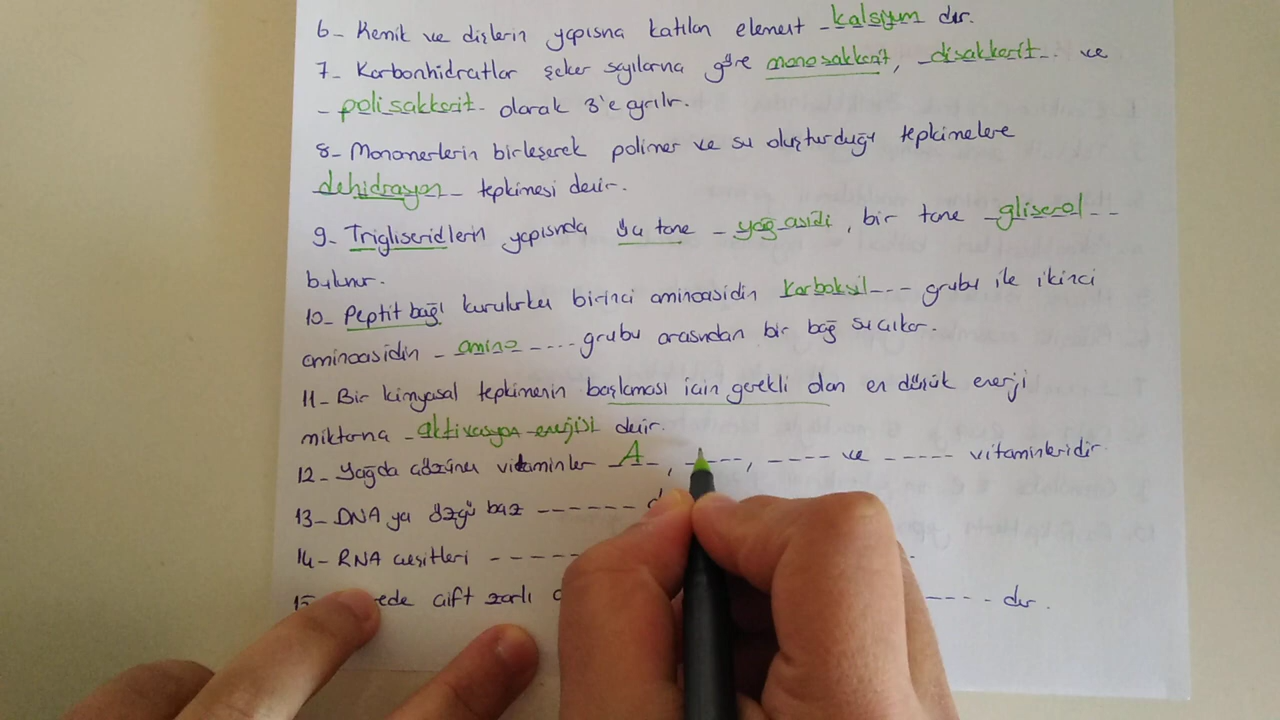 6- Kemik ve dişlerin yapısına katılan element kalsiyum dır.
7- Karbonhidratlar şeker sayılarına göre monosakkarit, disakkarit ve
polisakkarit olarak 3'e ayrılır.
8- Monomerlerin birleşerek polimer ve su oluşturduğu tepkimelere
dehidrasyon tepkimesi denir.
9- Trigliseridlerin yapısında üç tane yağ asidi, bir tane gliserol
bulunur.
10- Peptit bağı kurulurken birinci aminoasidin karboksil --- grubu ile ikinci
aminoasidin - amino ---- grubu arasından bir bağ su çıkar.
11- Bir kimyasal tepkimenin başlaması için gerekli olan en düşük enerji
miktarına aktivasyon enerjisi denir.
12- Yağda çözünen vitaminler A, ----, ---- ve ----- vitaminleridir.
13- DNA ya özgü baz ------
14- RNA çeşitleri -----
çift zarlı ---- dır.